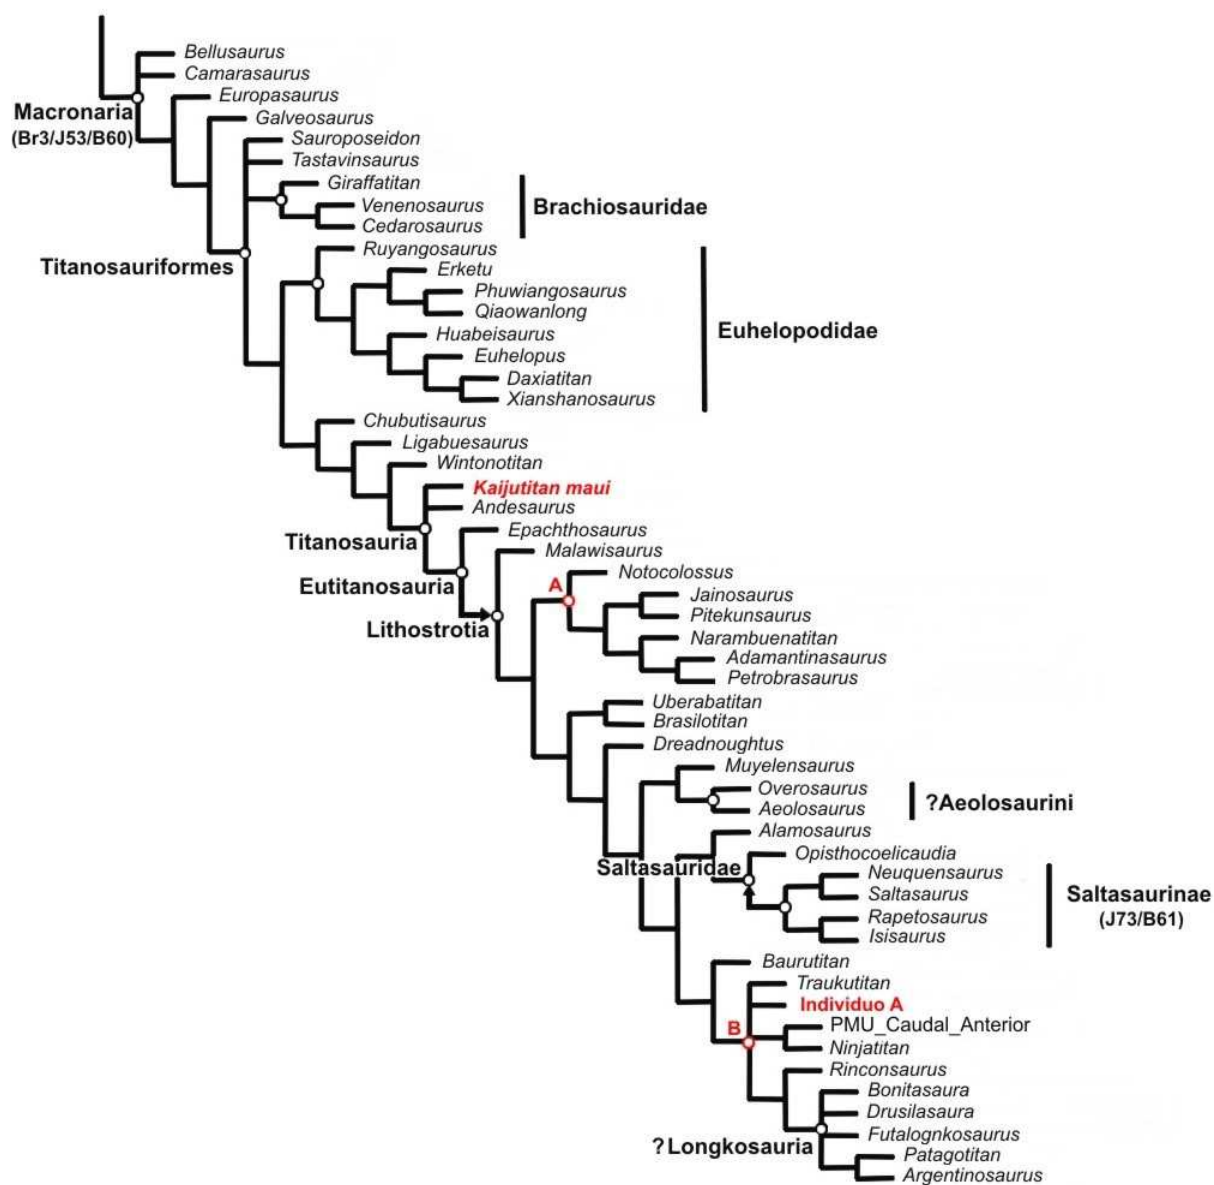 Bellusaurus
Camarasaurus
Europasaurus
Macronaria
(Br3/J53/B60)
Galveosaurus
Sauroposeidon
Tastavinsaurus
Giraffatitan
Venenosaurus
Brachiosauridae
Cedarosaurus
Ruyangosaurus
Titanosauriformes
Erketu
Phuwiangosaurus
Qiaowanlong
Euhelopodidae
Huabeisaurus
Euhelopus
Daxiatitan
Xianshanosaurus
Chubutisaurus
Ligabuesaurus
Wintonotitan
Kaijutitan maui
Andesaurus
Epachthosaurus
Titanosauria
Malawisaurus
Notocolossus
A
Eutitanosauria
Jainosaurus
Pitekunsaurus
Lithostrotia
Narambuenatitan
Adamantinasaurus
Petrobrasaurus
Uberabatitan
Brasilotitan
Dreadnoughtus
Muyelensaurus
Overosaurus
?Aeolosaurini
Aeolosaurus
Alamosaurus
Opisthocoelicaudia
Saltasauridae
Neuquensaurus
Saltasaurus
Saltasaurinae
(J73/B61)
Rapetosaurus
Isisaurus
Baurutitan
Traukutitan
Individuo A
B
PMU_Caudal_Anterior
Ninjatitan
Rinconsaurus
Bonitasaura
Drusilasaura
Futalognkosaurus
?Longkosauria
Patagotitan
Argentinosaurus